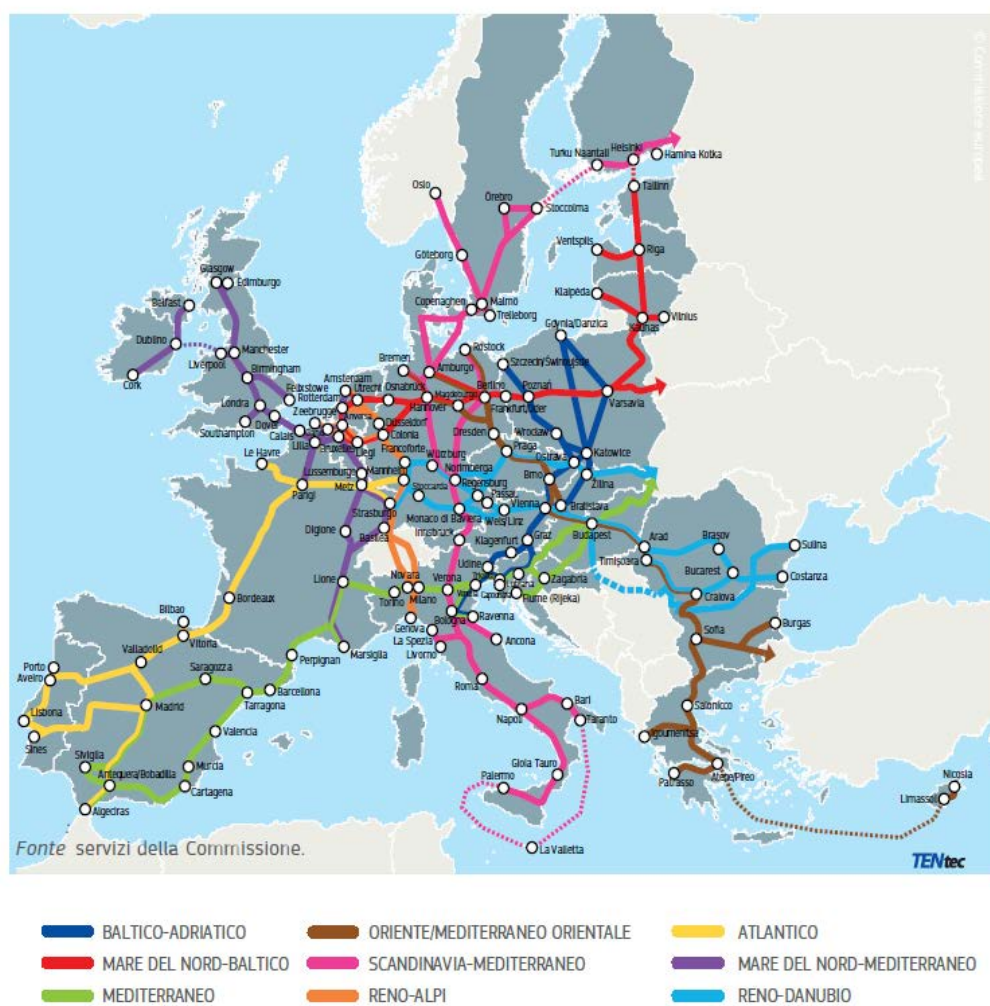 © Commissione europea
Helsinki
Turku Naantali
Hamina Kotka
Oslo
Örebro
Stoccolma
Tallinn
Ventspils
Riga
Göteborg
Klaipėda
Glasgow
Edimburgo
Copenaghen
Malmö
Trelleborg
Vilnius
Kaunas
Belfast
Gdynia/Danzica
Dublino
Manchester
Liverpool
Rostock
Szczecin/Świnoujście
Bremen
Amburgo
Cork
Birmingham
Felixstowe
Amsterdam
Utrecht
Osnabrück
Berlino
Poznań
Varsavia
Rotterdam
Magdeburgo
Hannover
Frankfurt/Oder
Londra
Zeebrugge
Anversa
Düsseldorf
Southampton
Dover
Calais
Colonia
Dresden
Wrocław
Lilla
Bruxelles
Liegi
Praga
Katowice
Le Havre
Francoforte
Ostrava
Lussemburgo
Mannheim
Würzburg
Norimberga
Brno
Žilina
Parigi
Metz
Stoccarda
Regensburg
Passau
Strasburgo
Vienna
Bratislava
Monaco di Baviera
Wels/Linz
Digione
Basilea
Innsbruck
Klagenfurt
Graz
Budapest
Arad
Brașov
Sulina
Udine
Timișoara
Lione
Novara
Verona
Zagabria
Bucarest
Costanza
Torino
Milano
Fiume (Rijeka)
Craiova
Bordeaux
Bologna
Ravenna
Bilbao
Genova
La Spezia
Sofia
Burgas
Vitoria
Livorno
Ancona
Marsiglia
Valladolid
Perpignan
Porto
Aveiro
Saragozza
Roma
Barcellona
Tarragona
Madrid
Bari
Salonicco
Lisbona
Napoli
Taranto
Valencia
Sines
Igoumenitsa
Siviglia
Murcia
Gioia Tauro
Atene/Pireo
Antequera/Bobadilla
Palermo
Patrasso
Nicosia
Cartagena
Limassol
Algeciras
La Valletta
Fonte servizi della Commissione.
TENtec
BALTICO-ADRIATICO
ORIENTE/MEDITERRANEO ORIENTALE
ATLANTICO
MARE DEL NORD-BALTICO
SCANDINAVIA-MEDITERRANEO
MARE DEL NORD-MEDITERRANEO
MEDITERRANEO
RENO-ALPI
RENO-DANUBIO